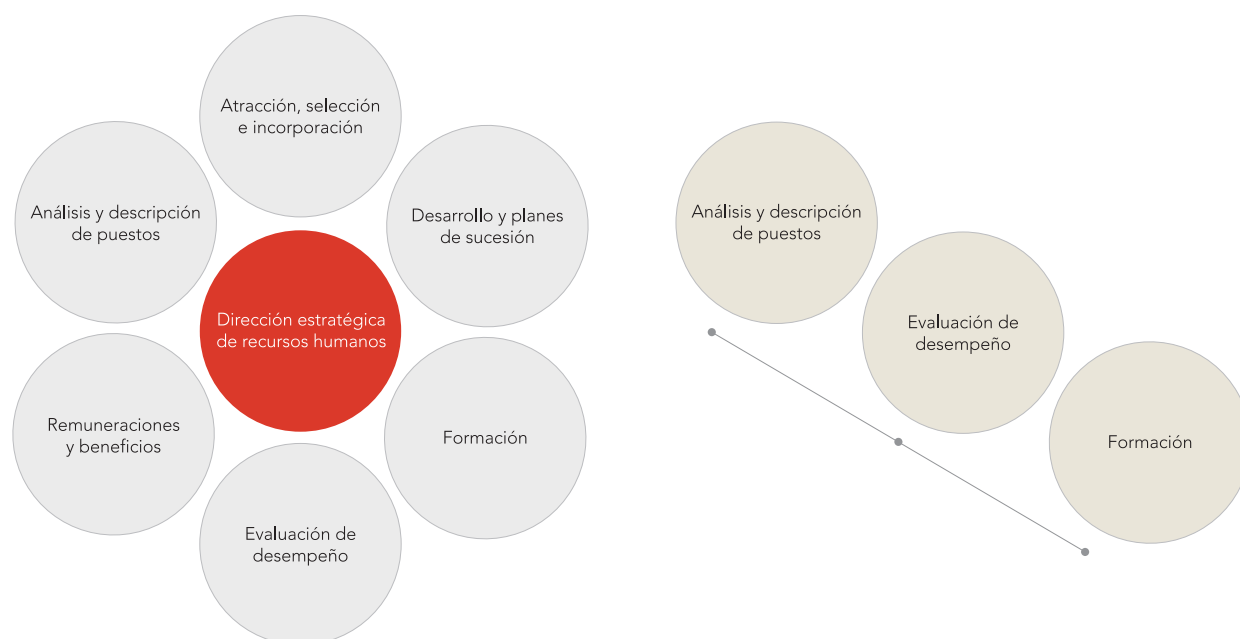 Atracción, selección
e incorporación
Análisis y descripción
de puestos
Desarrollo y planes
de sucesión
Dirección estratégica
de recursos humanos
Remuneraciones
y beneficios
Formación
Evaluación de
desempeño
Análisis y descripción
de puestos
Evaluación de
desempeño
Formación